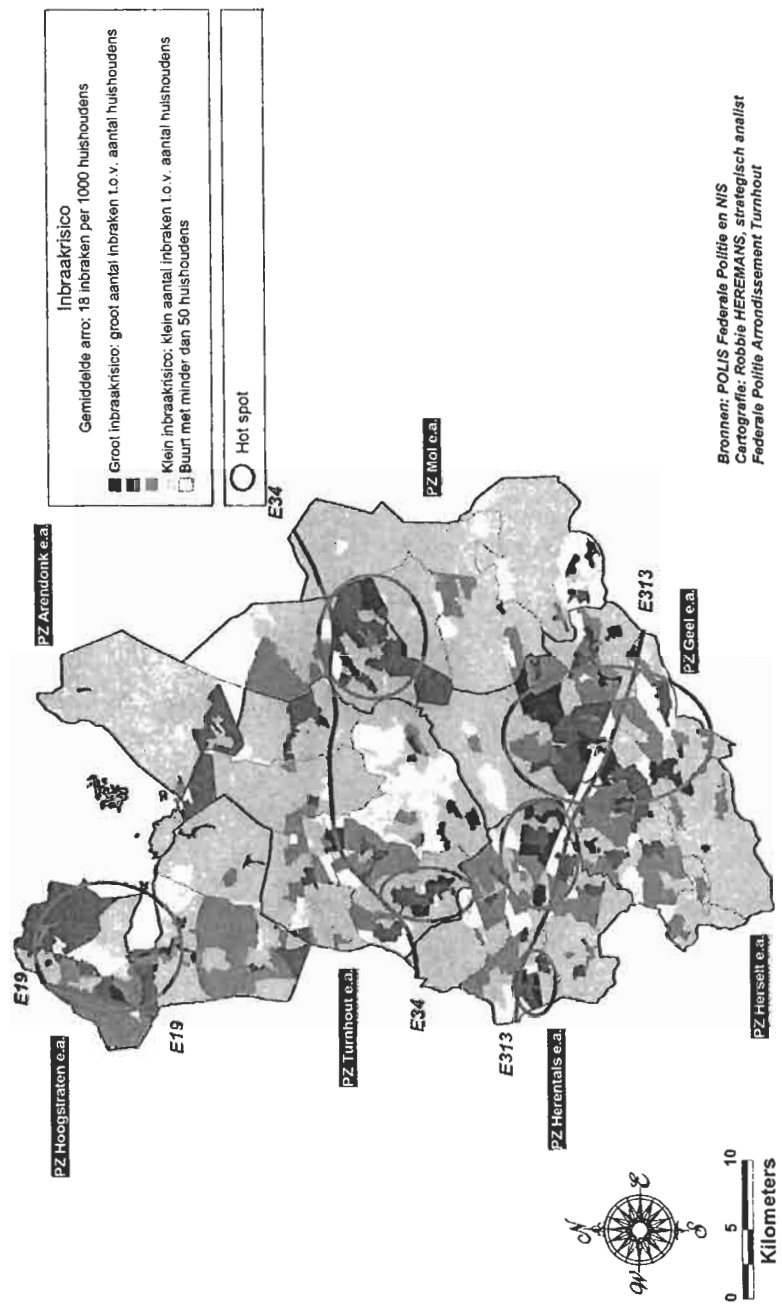 Inbraakrisico
Gemiddelde arro: 18 inbraken per 1000 huishoudens
Groot inbraakrisico: groot aantal inbraken t.o.v. aantal huishoudens
Klein inbraakrisico: klein aantal inbraken t.o.v. aantal huishoudens
Buurt met minder dan 50 huishoudens
Hot spot
PZ Hoogstraten e.a.
E19
E19
PZ Arendonk e.a.
PZ Turnhout e.a.
E34
E34
PZ Mol e.a.
E313
E313
PZ Herentals e.a.
PZ Geel e.a.
PZ Herselt e.a.
N
W
E
S
0 5 10
Kilometers
Bronnen: POLIS Federale Politie en NIS
Cartografie: Robbie HEREMANS, strategisch analist
Federale Politie Arrondissement Turnhout